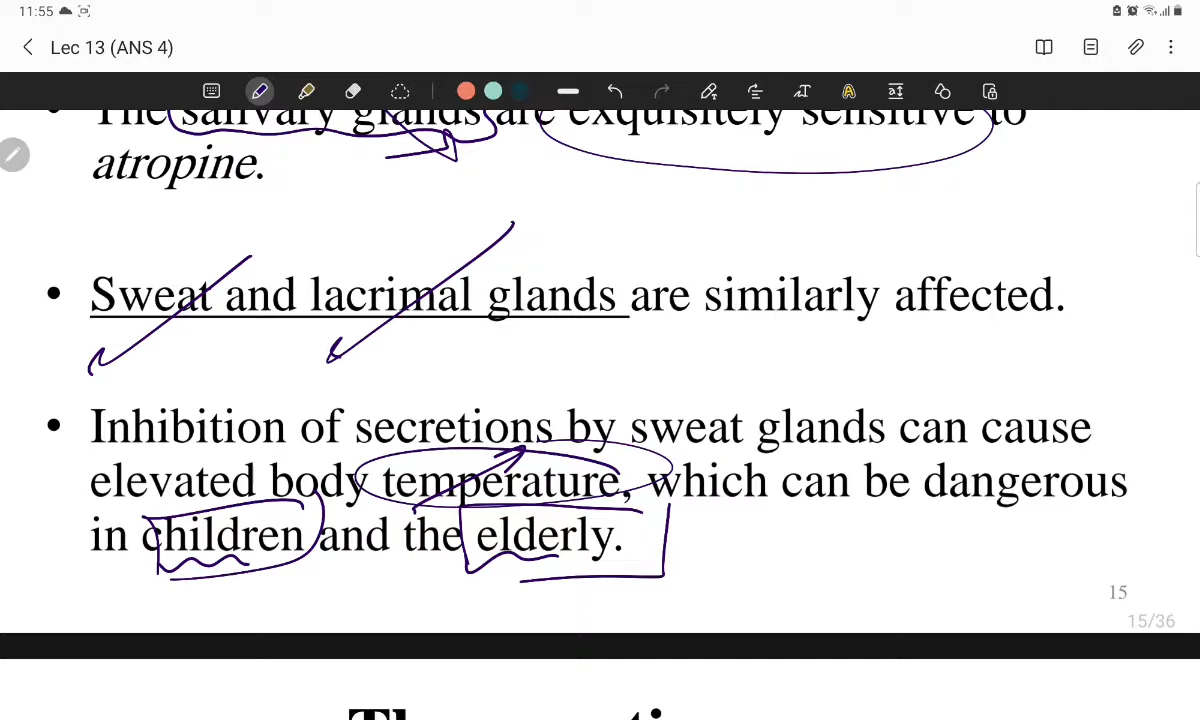 11:55
Lec 13 (ANS 4)
• The salivary glands are exquisitely sensitive to
atropine.
• Sweat and lacrimal glands are similarly affected.
• Inhibition of secretions by sweat glands can cause
elevated body temperature, which can be dangerous
in children and the elderly.
15
15/36